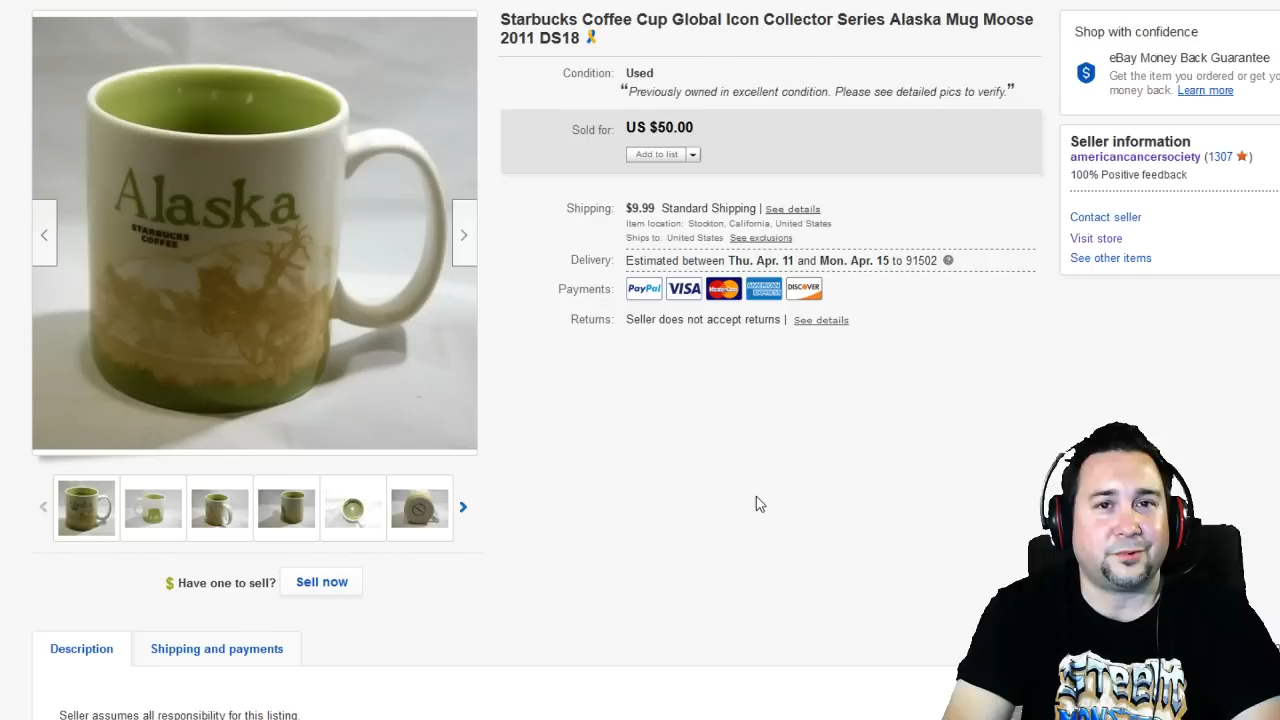 Starbucks Coffee Cup Global Icon Collector Series Alaska Mug Moose
2011 DS18
Condition: Used
“Previously owned in excellent condition. Please see detailed pics to verify.”
Sold for: US $50.00
Add to list
Shipping: $9.99 Standard Shipping | See details
Item location: Stockton, California, United States
Ships to: United States See exclusions
Delivery: Estimated between Thu. Apr. 11 and Mon. Apr. 15 to 91502
Payments: PayPal VISA MasterCard AMERICAN EXPRESS DISCOVER
Returns: Seller does not accept returns | See details
Shop with confidence
eBay Money Back Guarantee
Get the item you ordered or get yo
money back. Learn more
Seller information
americancancersociety (1307)
100% Positive feedback
Contact seller
Visit store
See other items
Alaska
STARBUCKS
COFFEE
$ Have one to sell? Sell now
Description Shipping and payments
Seller assumes all responsibility for this listing.